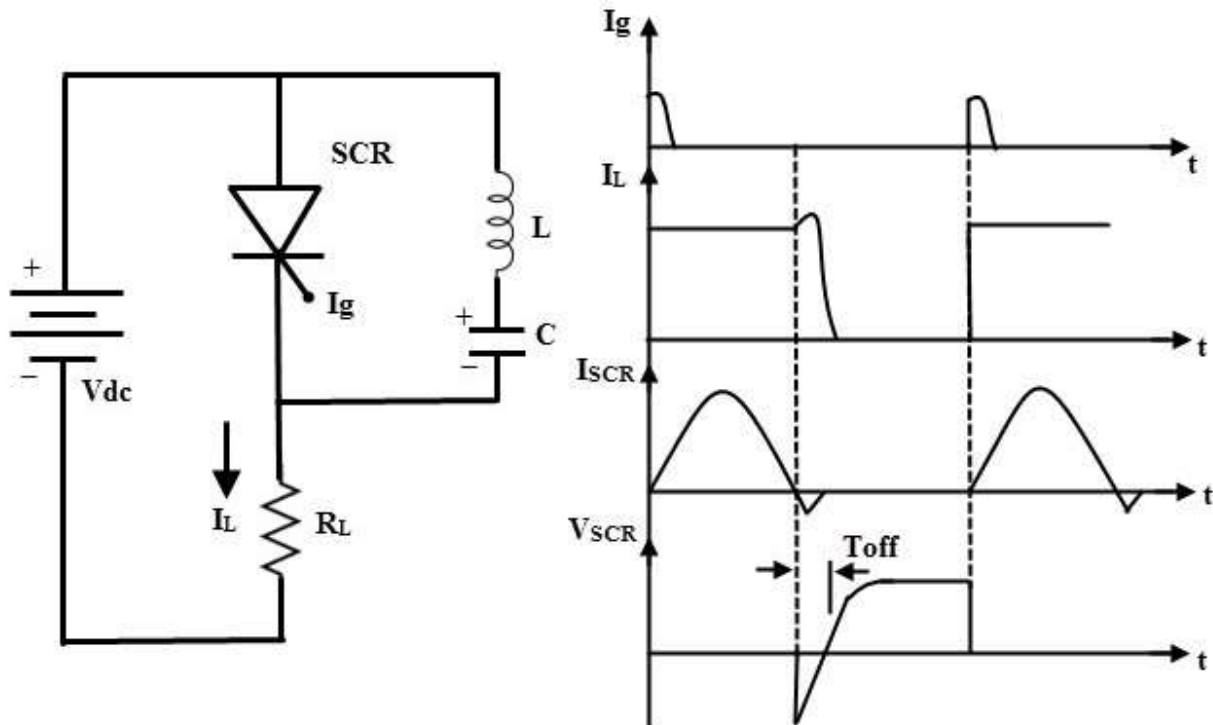 SCR
L
Ig
+
C
−
+
−
Vdc
IL
RL
Ig
t
IL
t
ISCR
t
VSCR
Toff
t